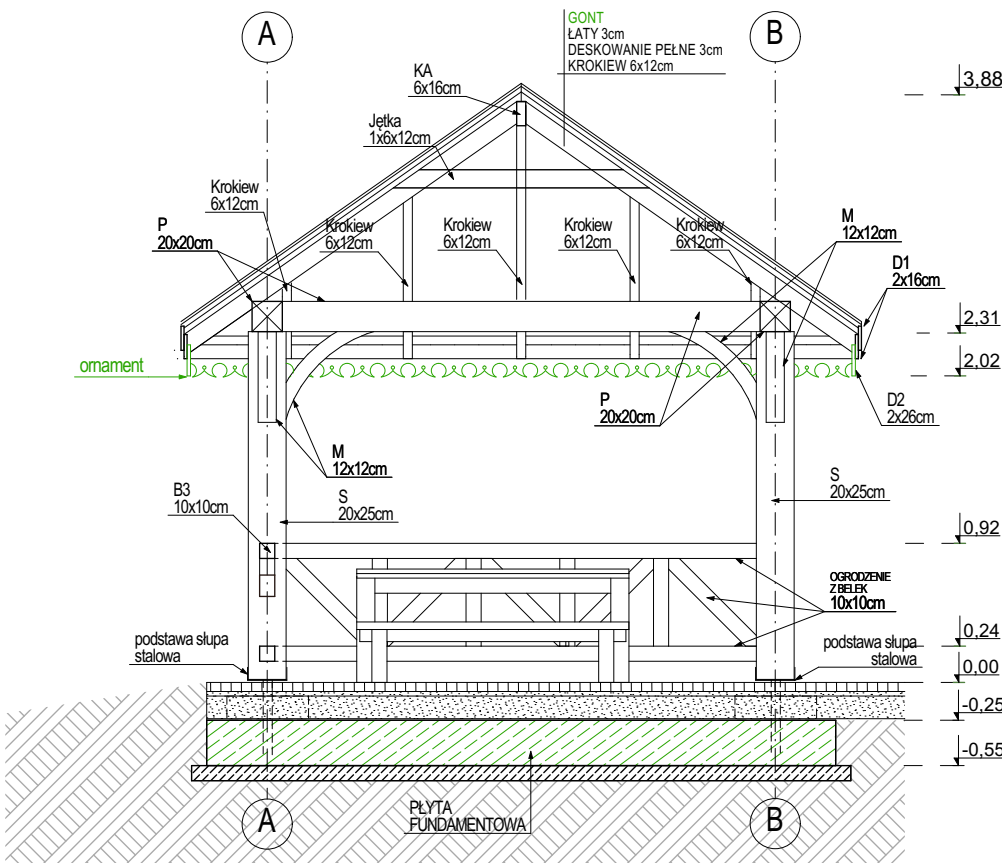 A
B
GONT
ŁATY 3cm
DESKOWANIE PEŁNE 3cm
KROKIEW 6x12cm
KA
6x16cm
3,88
Jętka
1x6x12cm
Krokiew
6x12cm
P
20x20cm
Krokiew
6x12cm
Krokiew
6x12cm
Krokiew
6x12cm
Krokiew
6x12cm
M
12x12cm
D1
2x16cm
2,31
ornament
2,02
P
20x20cm
D2
2x26cm
M
12x12cm
B3
10x10cm
S
20x25cm
S
20x25cm
0,92
OGRODZENIE
Z BELEK
10x10cm
podstawa słupa
stalowa
podstawa słupa
stalowa
0,24
0,00
-0,25
-0,55
PŁYTA
FUNDAMENTOWA
A
B